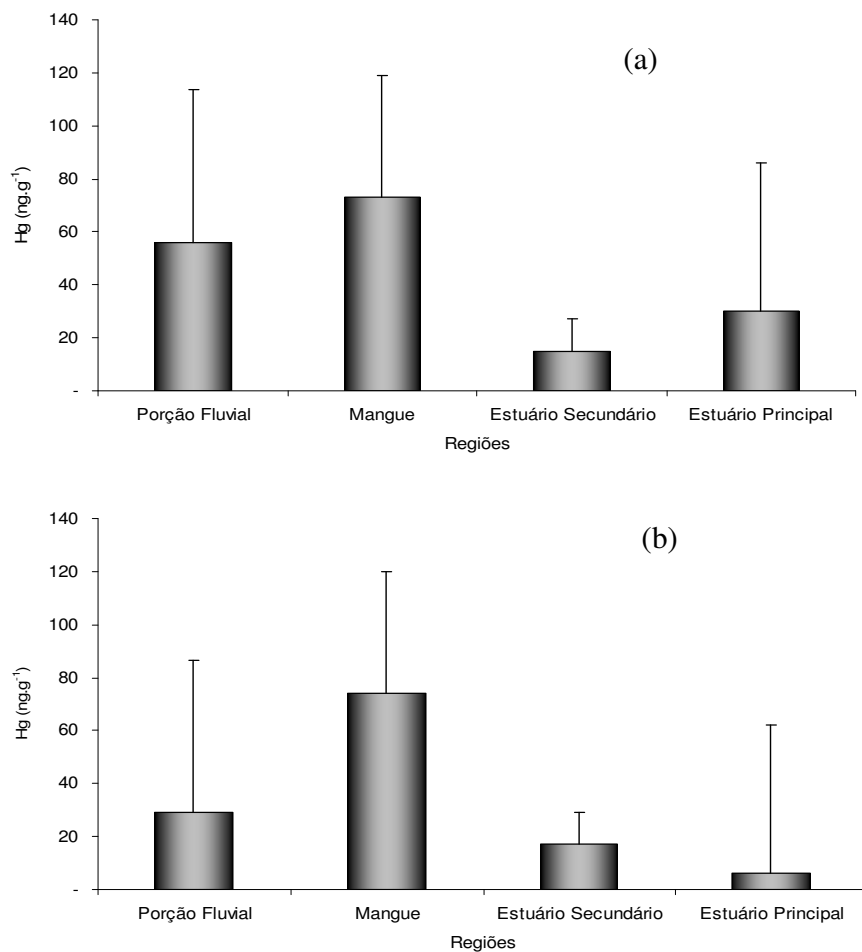 (a)
Hg (ng.g⁻¹)
140
120
100
80
60
40
20
-
Porção Fluvial Mangue Estuário Secundário Estuário Principal
Regiões
(b)
Hg (ng.g⁻¹)
140
120
100
80
60
40
20
-
Porção Fluvial Mangue Estuário Secundário Estuário Principal
Regiões